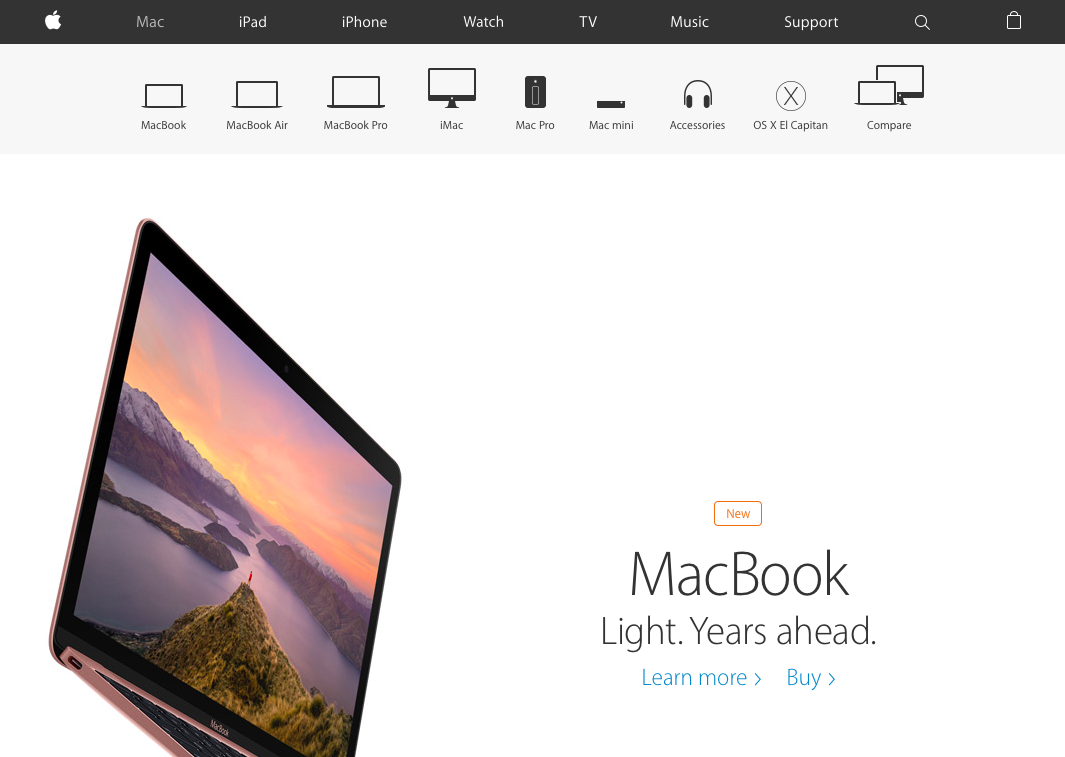 Mac iPad iPhone Watch TV Music Support
MacBook MacBook Air MacBook Pro iMac Mac Pro Mac mini Accessories OS X El Capitan Compare
New
MacBook
Light. Years ahead.
Learn more > Buy >
MacBook